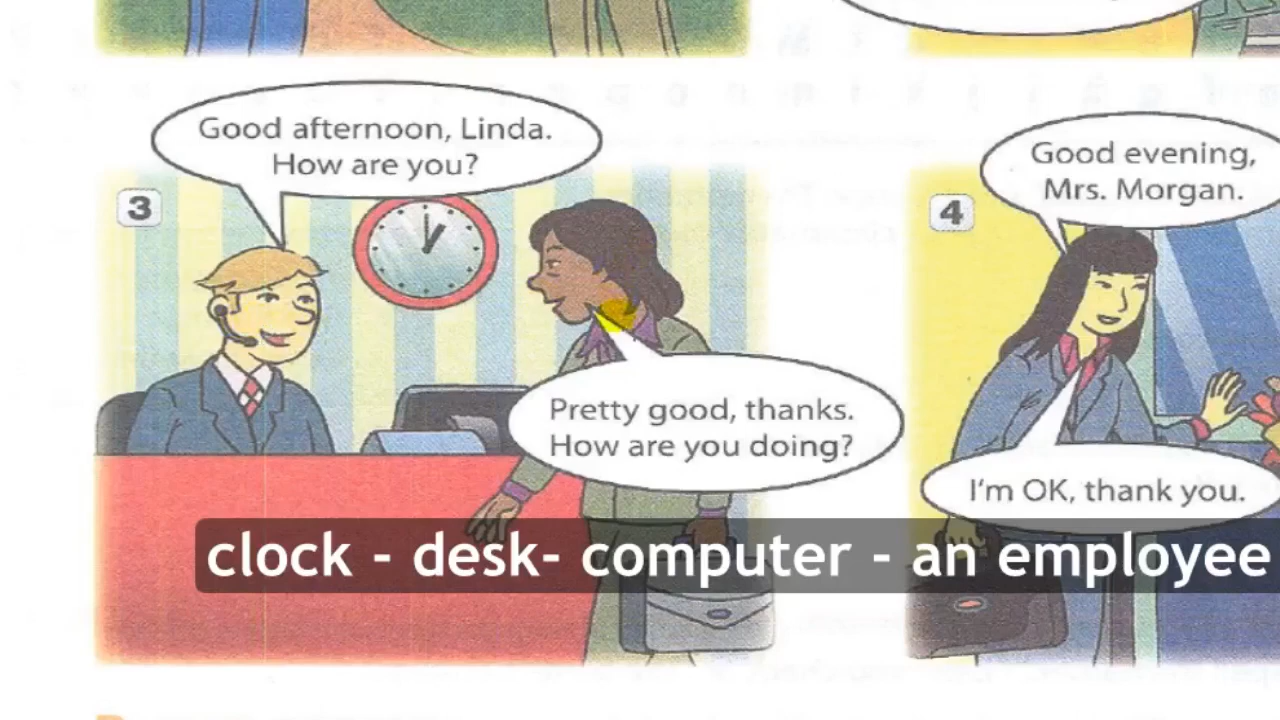 Good afternoon, Linda.
How are you?
3
Pretty good, thanks.
How are you doing?
4
Good evening,
Mrs. Morgan.
I'm OK, thank you.
clock - desk- computer - an employee